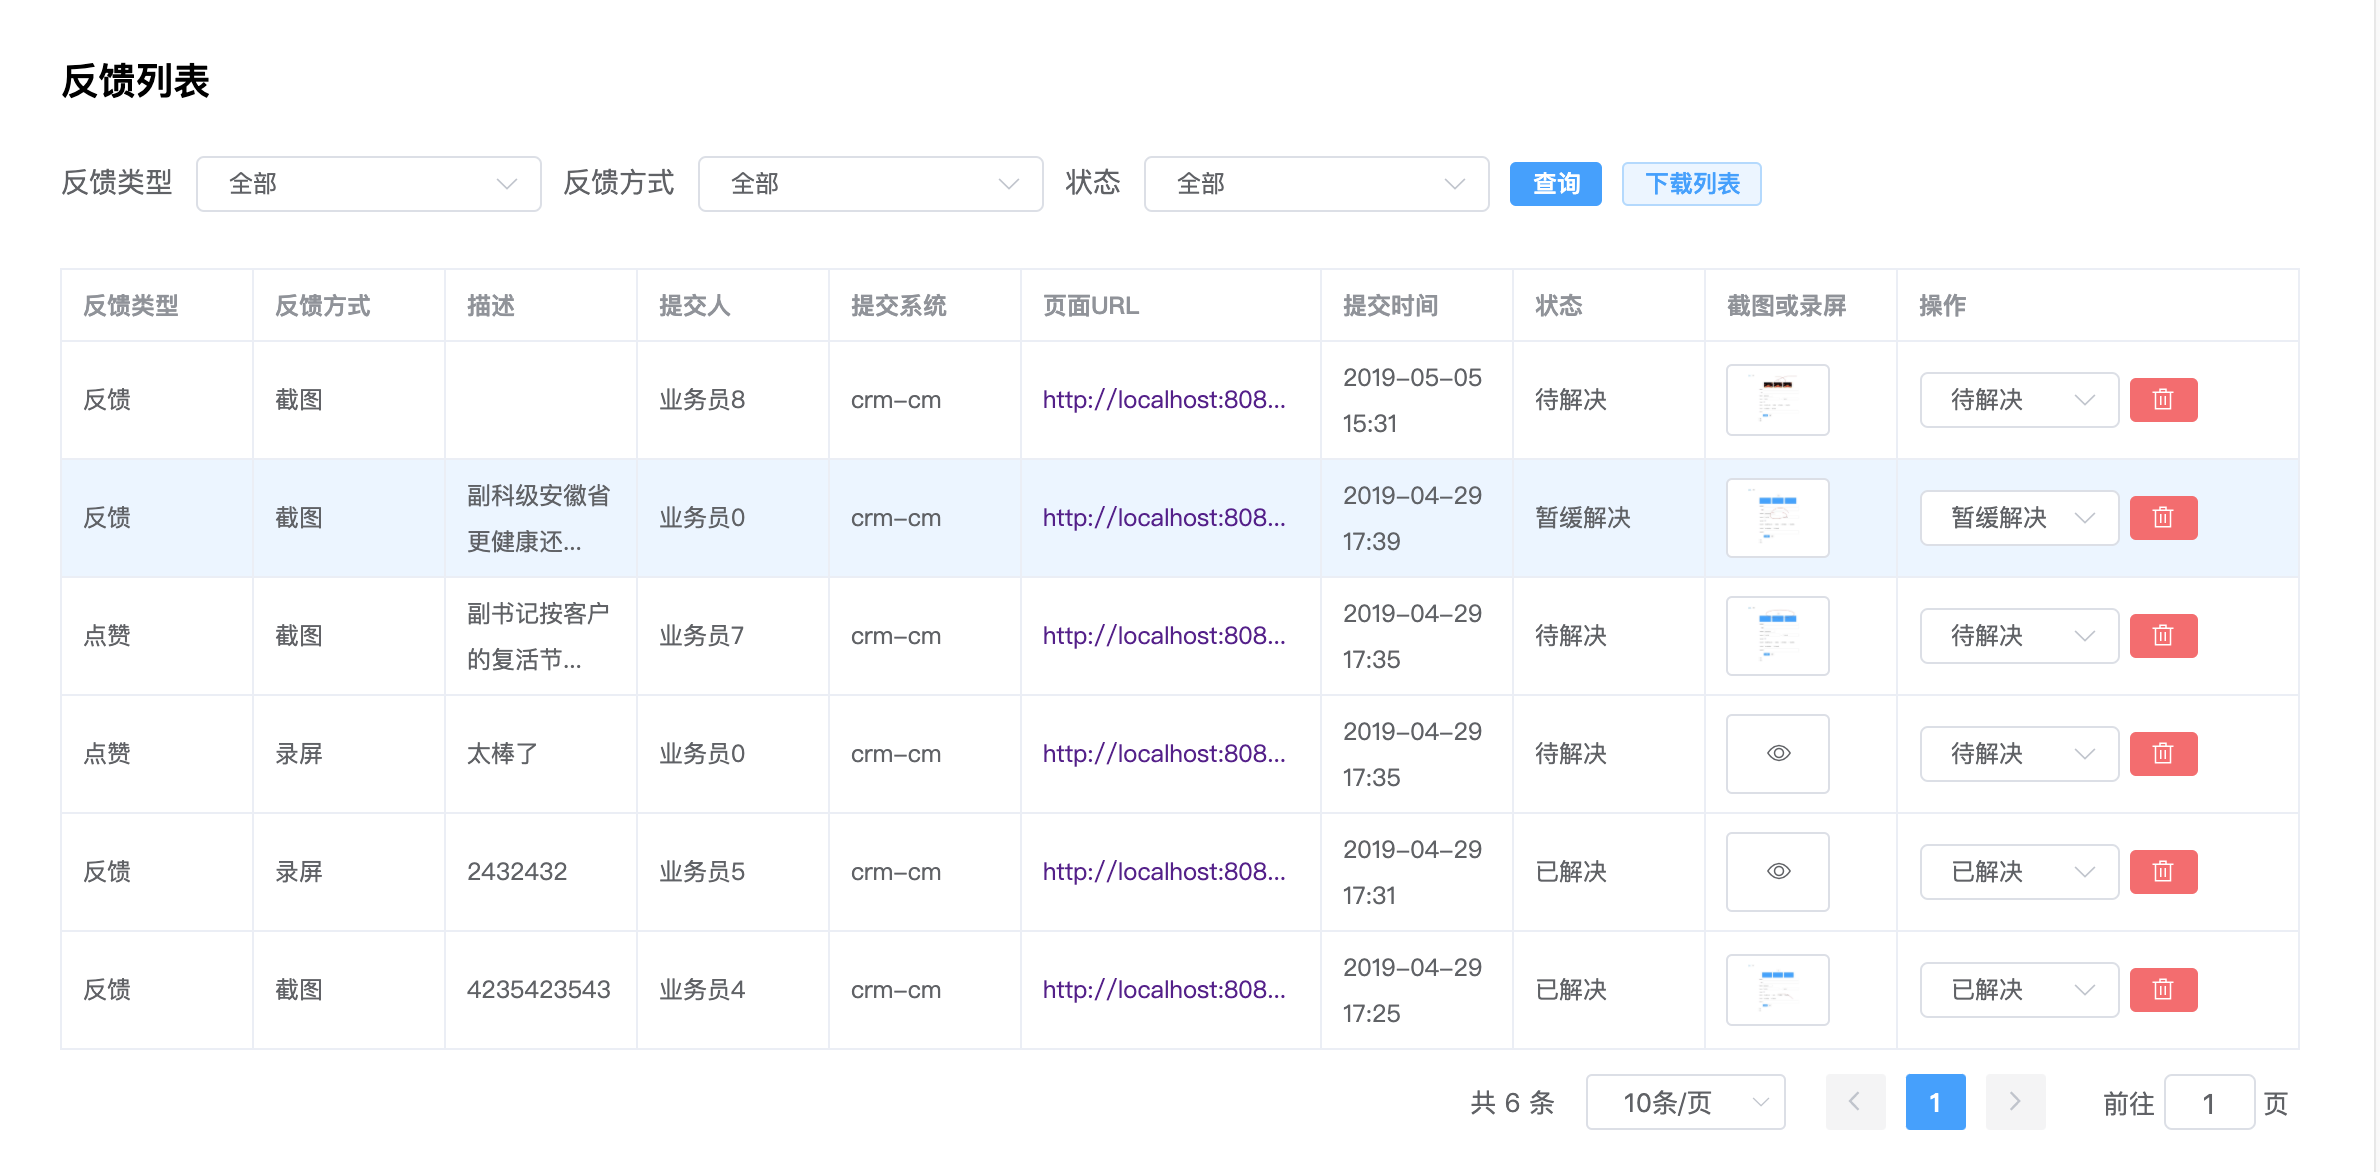 反馈列表
反馈类型 全部 反馈方式 全部 状态 全部 查询 下载列表
反馈类型 反馈方式 描述 提交人 提交系统 页面URL 提交时间 状态 截图或录屏 操作
反馈 截图 业务员8 crm-cm http://localhost:808... 2019-05-05 15:31 待解决 待解决
反馈 截图 副科级安徽省更健康还... 业务员0 crm-cm http://localhost:808... 2019-04-29 17:39 暂缓解决 暂缓解决
点赞 截图 副书记按客户的复活节... 业务员7 crm-cm http://localhost:808... 2019-04-29 17:35 待解决 待解决
点赞 录屏 太棒了 业务员0 crm-cm http://localhost:808... 2019-04-29 17:35 待解决 待解决
反馈 录屏 2432432 业务员5 crm-cm http://localhost:808... 2019-04-29 17:31 已解决 已解决
反馈 截图 4235423543 业务员4 crm-cm http://localhost:808... 2019-04-29 17:25 已解决 已解决
共 6 条 10条/页 1 前往 1 页